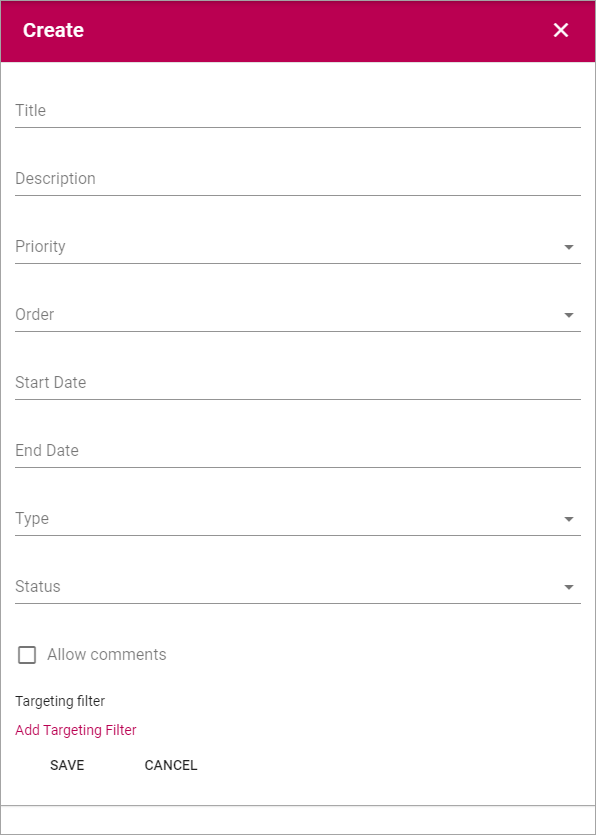 Create
Title
Description
Priority
Order
Start Date
End Date
Type
Status
Allow comments
Targeting filter
Add Targeting Filter
SAVE CANCEL